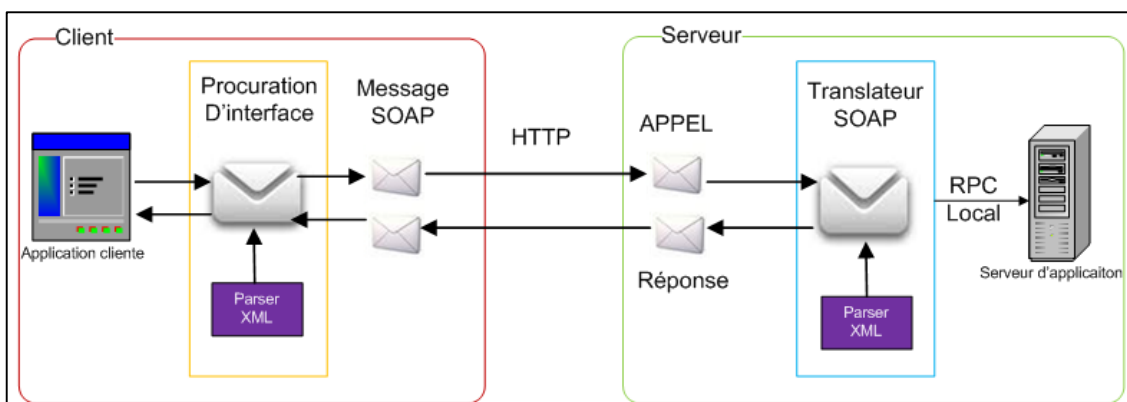 Client
Serveur
Procuration
D'interface
Message
SOAP
HTTP
APPEL
Translateur
SOAP
RPC
Local
Application cliente
Réponse
Serveur d'applicaiton
Parser
XML
Parser
XML